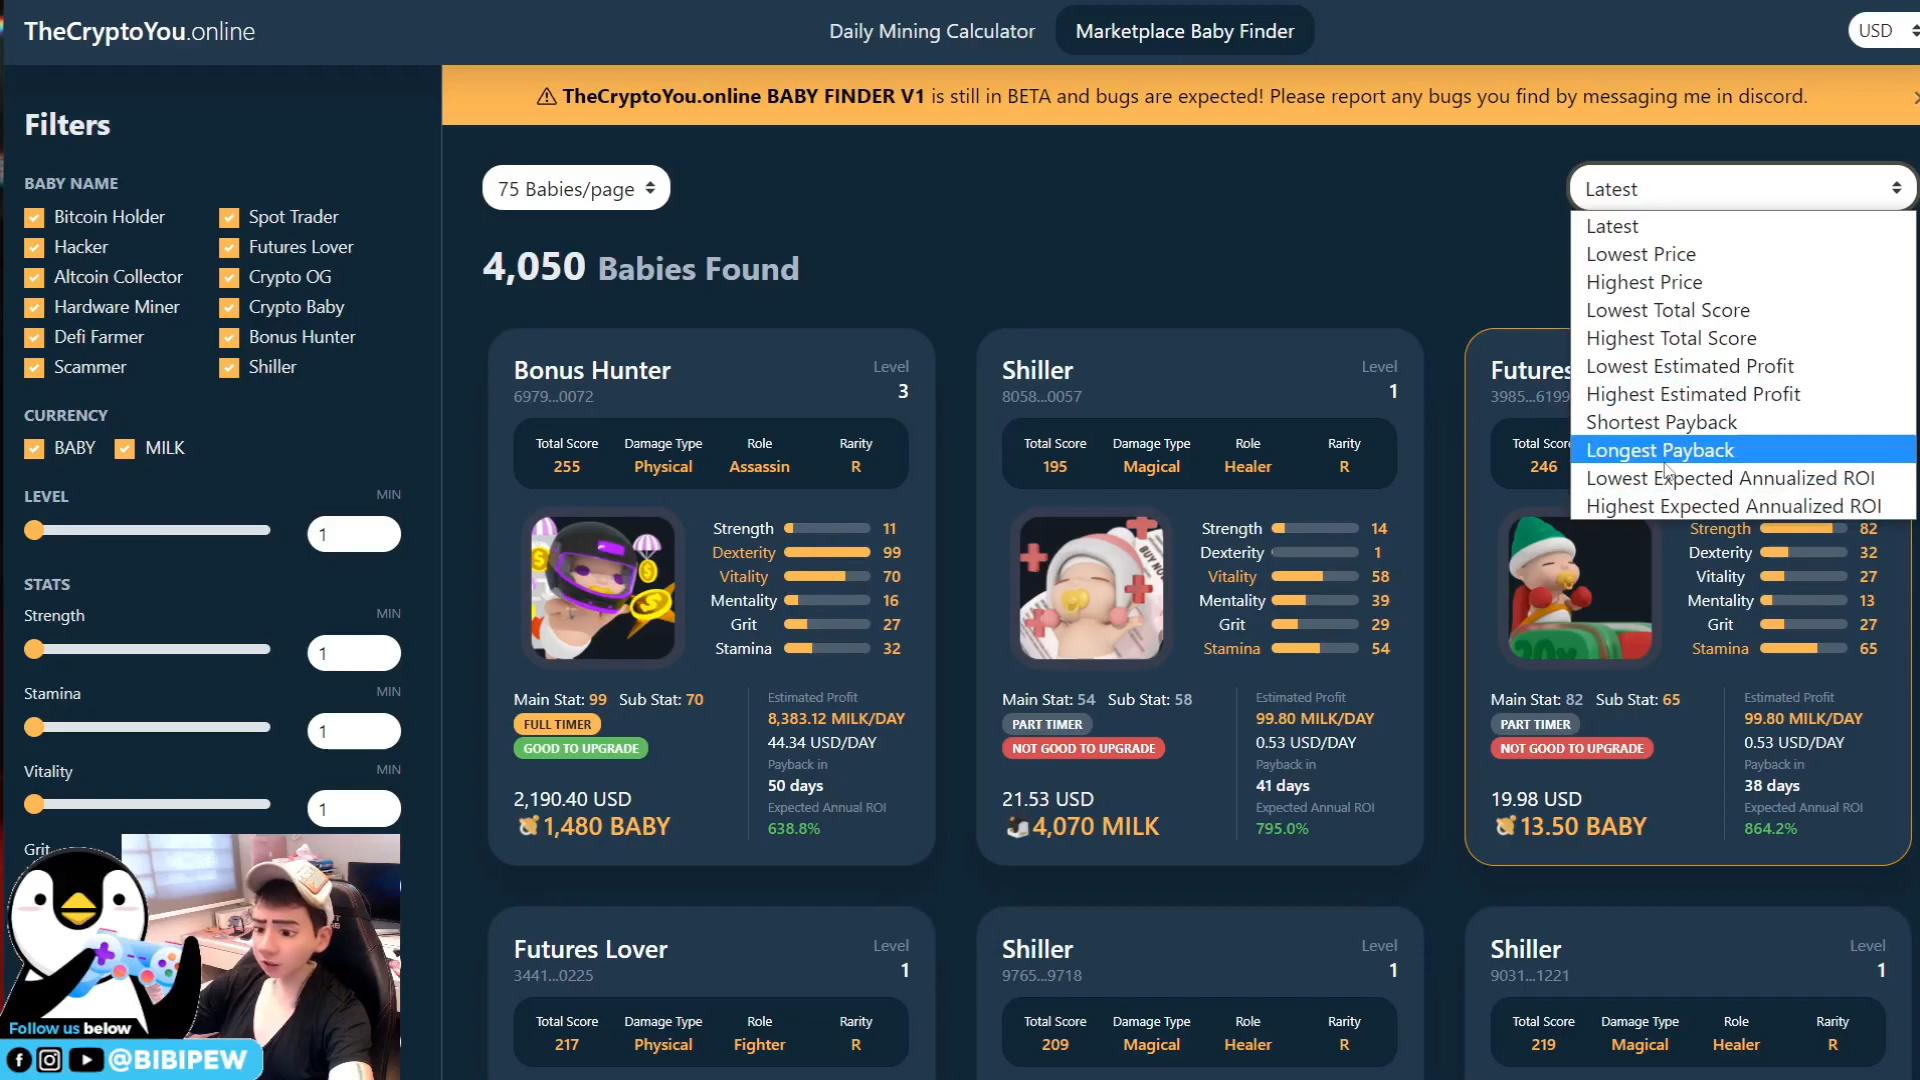 TheCryptoYou.online
Daily Mining Calculator
Marketplace Baby Finder
USD
⚠ TheCryptoYou.online BABY FINDER V1 is still in BETA and bugs are expected! Please report any bugs you find by messaging me in discord.
Filters
BABY NAME
Bitcoin Holder Spot Trader
Hacker Futures Lover
Altcoin Collector Crypto OG
Hardware Miner Crypto Baby
Defi Farmer Bonus Hunter
Scammer Shiller
CURRENCY
BABY MILK
LEVEL MIN
1
STATS
Strength MIN
1
Stamina MIN
1
Vitality MIN
1
Grit
75 Babies/page
Latest
Latest
Lowest Price
Highest Price
Lowest Total Score
Highest Total Score
Lowest Estimated Profit
Highest Estimated Profit
Shortest Payback
Longest Payback
Lowest Expected Annualized ROI
Highest Expected Annualized ROI
4,050 Babies Found
Bonus Hunter Level
6979...0072 3
Total Score Damage Type Role Rarity
255 Physical Assassin R
Strength 11
Dexterity 99
Vitality 70
Mentality 16
Grit 27
Stamina 32
Main Stat: 99 Sub Stat: 70
FULL TIMER
GOOD TO UPGRADE
2,190.40 USD
1,480 BABY
Estimated Profit
8,383.12 MILK/DAY
44.34 USD/DAY
Payback in
50 days
Expected Annual ROI
638.8%
Shiller Level
8058...0057 1
Total Score Damage Type Role Rarity
195 Magical Healer R
BUY NOW
Strength 14
Dexterity 1
Vitality 58
Mentality 39
Grit 29
Stamina 54
Main Stat: 54 Sub Stat: 58
PART TIMER
NOT GOOD TO UPGRADE
21.53 USD
4,070 MILK
Estimated Profit
99.80 MILK/DAY
0.53 USD/DAY
Payback in
41 days
Expected Annual ROI
795.0%
Futures
3985...6199
Total Score
246
20x
Strength 82
Dexterity 32
Vitality 27
Mentality 13
Grit 27
Stamina 65
Main Stat: 82 Sub Stat: 65
PART TIMER
NOT GOOD TO UPGRADE
19.98 USD
13.50 BABY
Estimated Profit
99.80 MILK/DAY
0.53 USD/DAY
Payback in
38 days
Expected Annual ROI
864.2%
Futures Lover Level
3441...0225 1
Total Score Damage Type Role Rarity
217 Physical Fighter R
Shiller Level
9765...9718 1
Total Score Damage Type Role Rarity
209 Magical Healer R
Shiller Level
9031...1221 1
Total Score Damage Type Role Rarity
219 Magical Healer R
Follow us below
@BIBIPEW